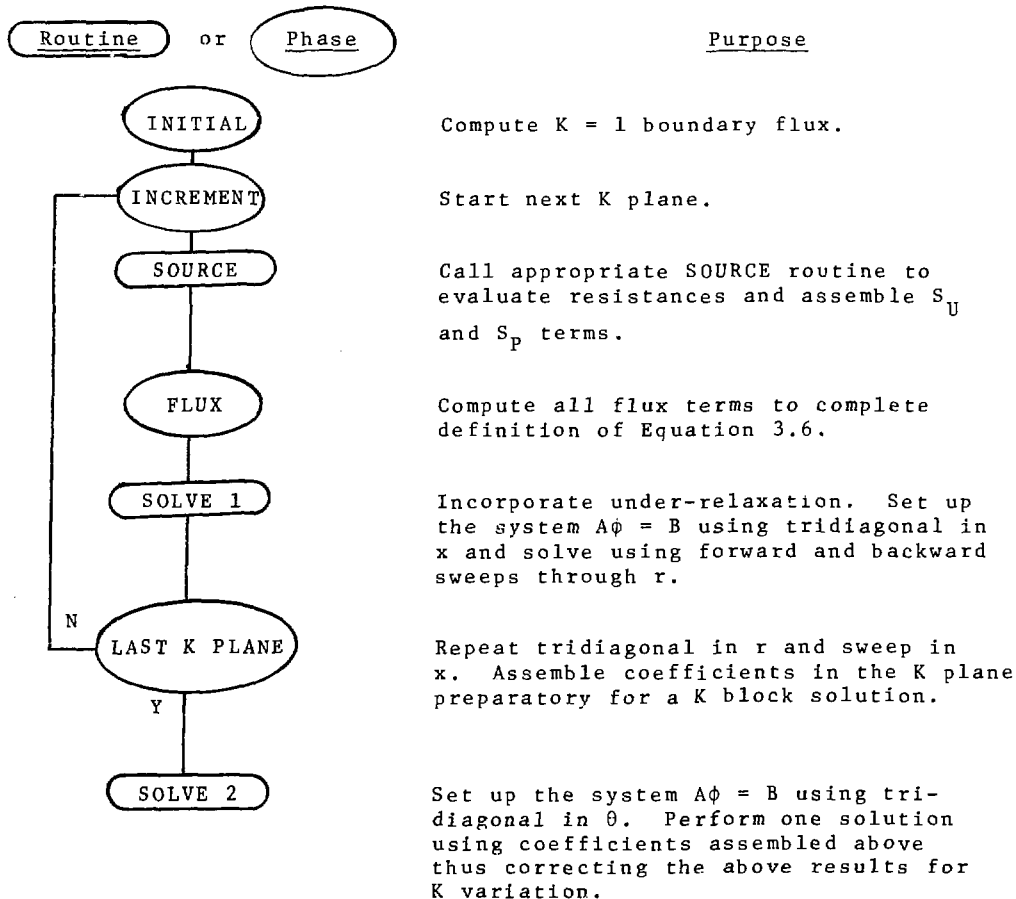 Routine or Phase Purpose
INITIAL Compute K = 1 boundary flux.
INCREMENT Start next K plane.
SOURCE Call appropriate SOURCE routine to
evaluate resistances and assemble S_U
and S_P terms.
FLUX Compute all flux terms to complete
definition of Equation 3.6.
SOLVE 1 Incorporate under-relaxation. Set up
the system Aϕ = B using tridiagonal in
x and solve using forward and backward
sweeps through r.
N
LAST K PLANE Repeat tridiagonal in r and sweep in
x. Assemble coefficients in the K plane
preparatory for a K block solution.
Y
SOLVE 2 Set up the system Aϕ = B using tri-
diagonal in θ. Perform one solution
using coefficients assembled above
thus correcting the above results for
K variation.